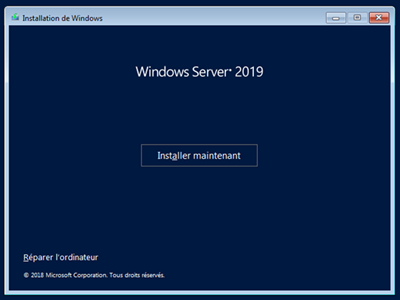 Installation de Windows
Windows Server® 2019
Installer maintenant
Réparer l'ordinateur
© 2018 Microsoft Corporation. Tous droits réservés.